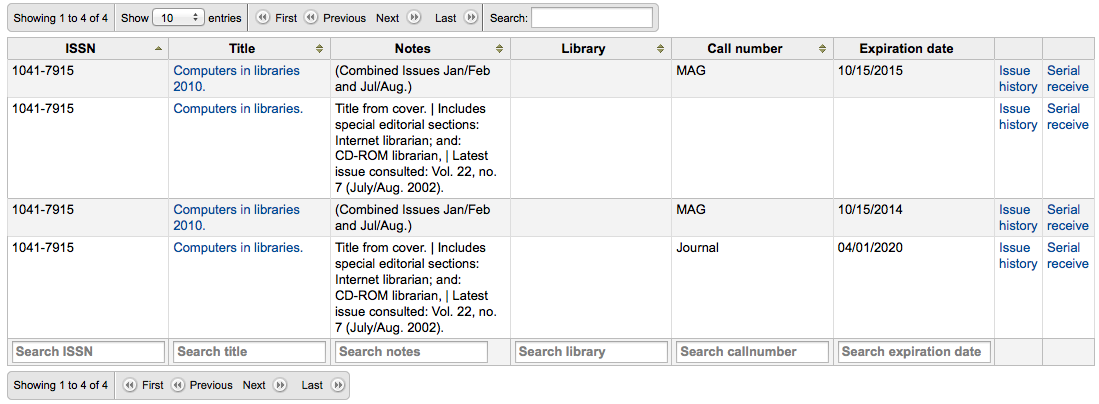 Showing 1 to 4 of 4 Show 10 entries First Previous Next Last Search:
ISSN Title Notes Library Call number Expiration date
1041-7915 Computers in libraries (Combined Issues Jan/Feb MAG 10/15/2015 Issue Serial
2010. and Jul/Aug.) history receive
1041-7915 Computers in libraries. Title from cover. | Includes Issue Serial
special editorial sections: history receive
Internet librarian; and:
CD-ROM librarian, | Latest
issue consulted: Vol. 22, no.
7 (July/Aug. 2002).
1041-7915 Computers in libraries (Combined Issues Jan/Feb MAG 10/15/2014 Issue Serial
2010. and Jul/Aug.) history receive
1041-7915 Computers in libraries. Title from cover. | Includes Journal 04/01/2020 Issue Serial
special editorial sections: history receive
Internet librarian; and:
CD-ROM librarian, | Latest
issue consulted: Vol. 22, no.
7 (July/Aug. 2002).
Search ISSN Search title Search notes Search library Search callnumber Search expiration date
Showing 1 to 4 of 4 First Previous Next Last